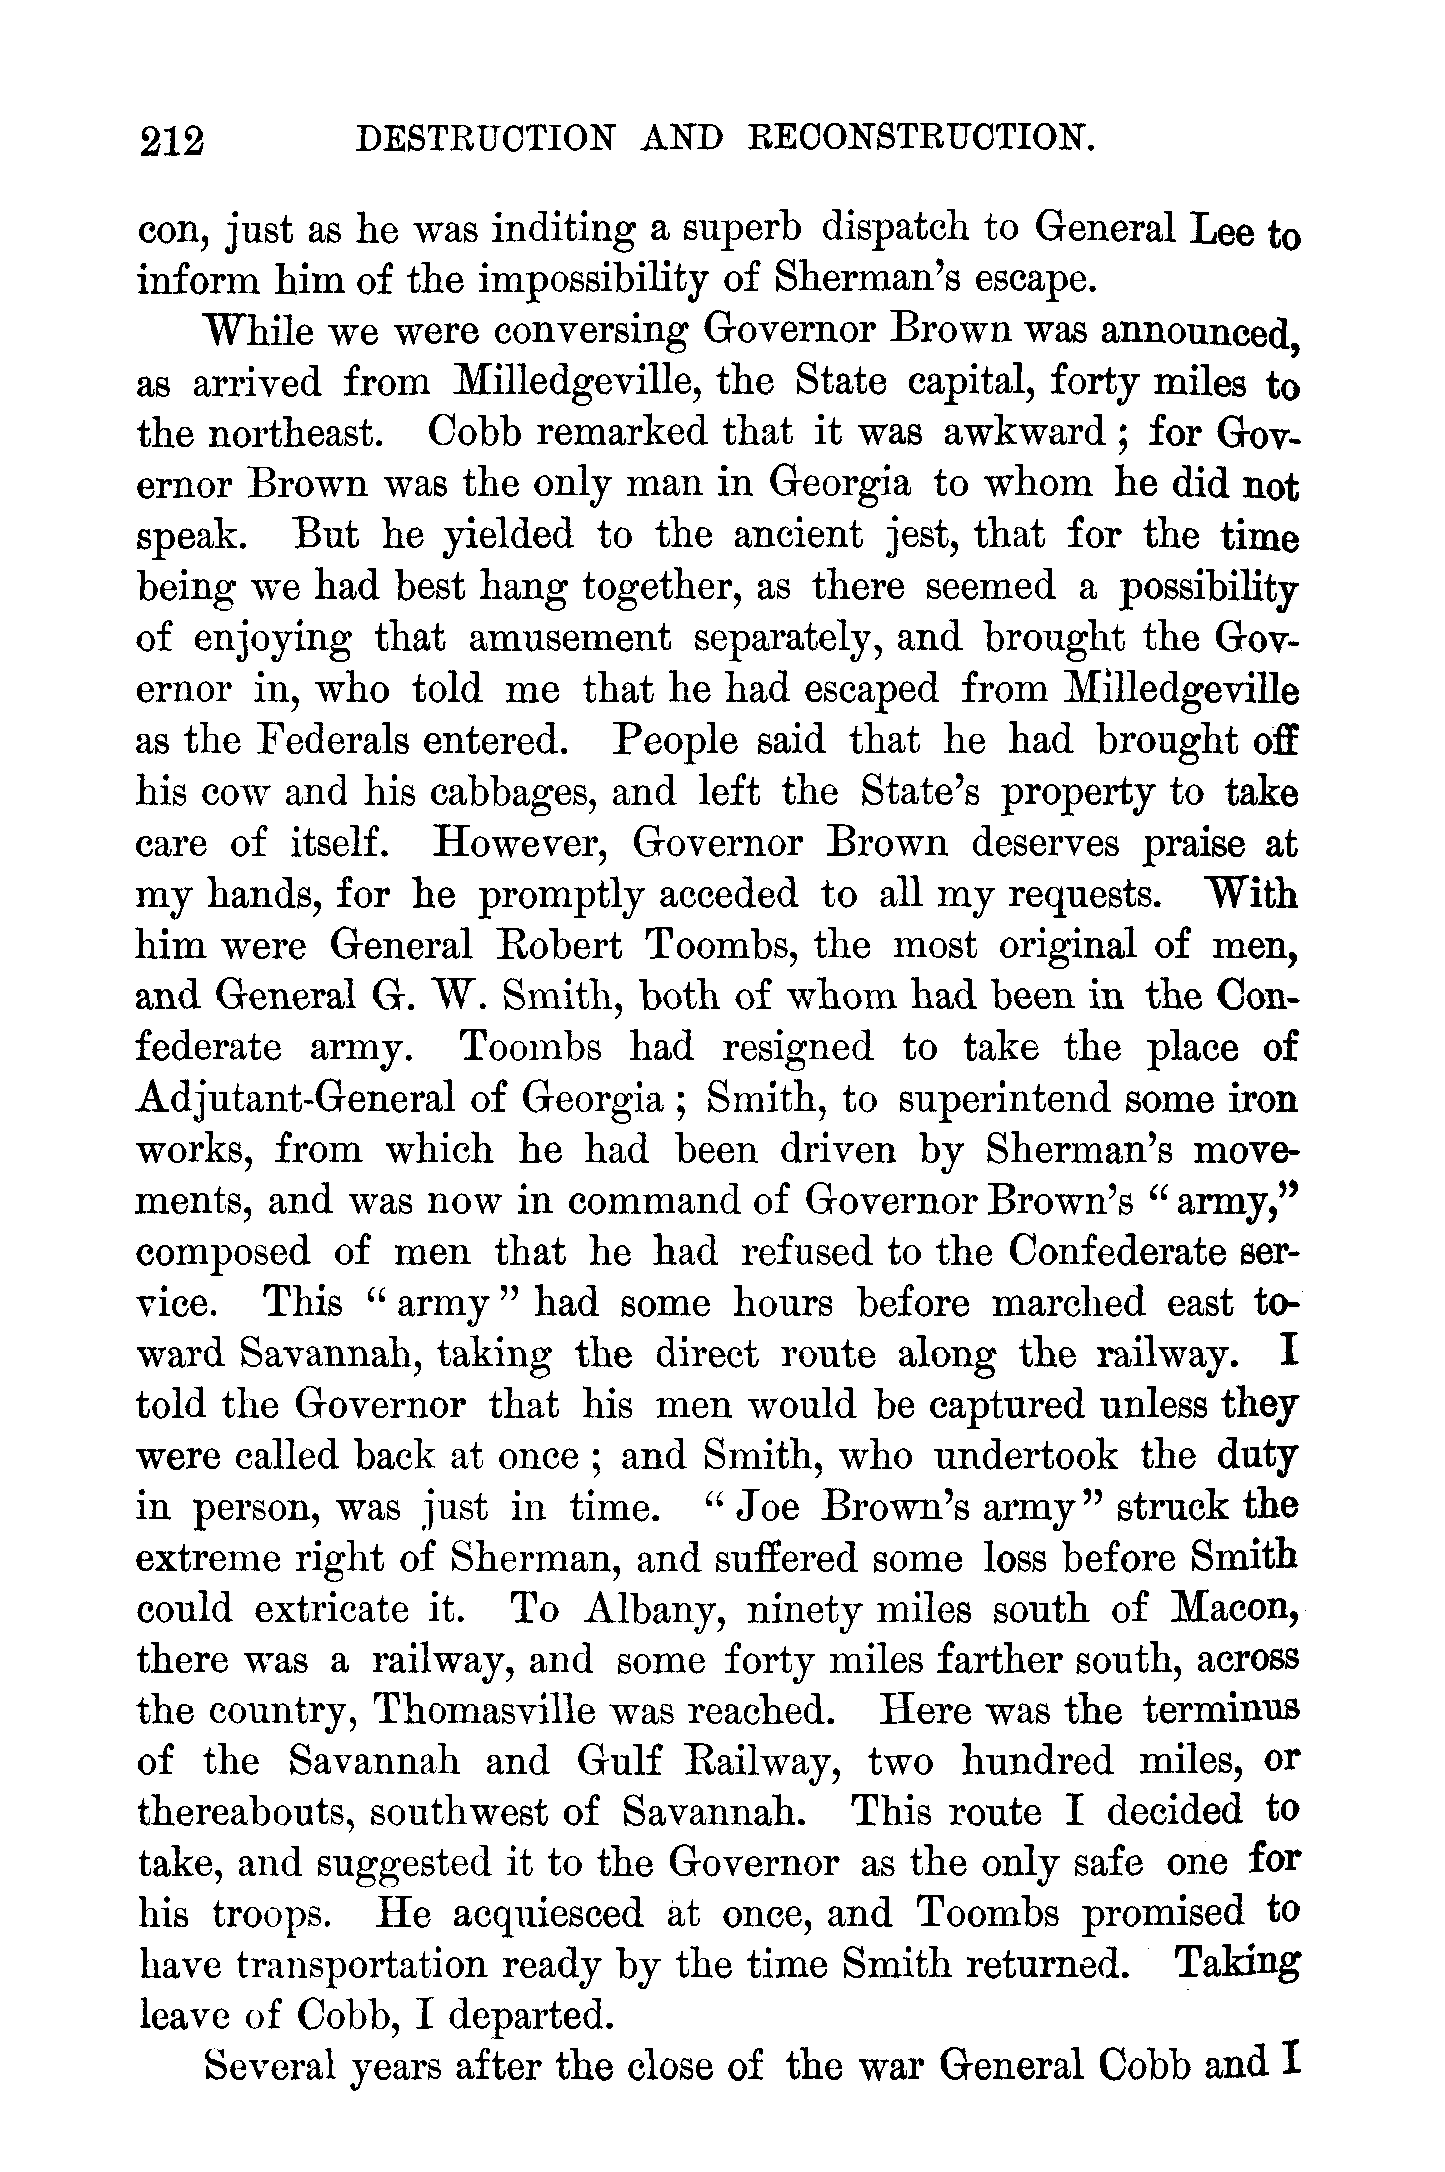 212 DESTRUCTION AND RECONSTRUCTION.
con, just as he was inditing a superb dispatch to General Lee to
inform him of the impossibility of Sherman's escape.
While we were conversing Governor Brown was announced,
as arrived from Milledgeville, the State capital, forty miles to
the northeast. Cobb remarked that it was awkward ; for Gov-
ernor Brown was the only man in Georgia to whom he did not
speak. But he yielded to the ancient jest, that for the time
being we had best hang together, as there seemed a possibility
of enjoying that amusement separately, and brought the Gov-
ernor in, who told me that he had escaped from Milledgeville
as the Federals entered. People said that he had brought off
his cow and his cabbages, and left the State's property to take
care of itself. However, Governor Brown deserves praise at
my hands, for he promptly acceded to all my requests. With
him were General Robert Toombs, the most original of men,
and General G. W. Smith, both of whom had been in the Con-
federate army. Toombs had resigned to take the place of
Adjutant-General of Georgia ; Smith, to superintend some iron
works, from which he had been driven by Sherman's move-
ments, and was now in command of Governor Brown's “ army,”
composed of men that he had refused to the Confederate ser-
vice. This “ army ” had some hours before marched east to-
ward Savannah, taking the direct route along the railway. I
told the Governor that his men would be captured unless they
were called back at once ; and Smith, who undertook the duty
in person, was just in time. “ Joe Brown's army ” struck the
extreme right of Sherman, and suffered some loss before Smith
could extricate it. To Albany, ninety miles south of Macon,
there was a railway, and some forty miles farther south, across
the country, Thomasville was reached. Here was the terminus
of the Savannah and Gulf Railway, two hundred miles, or
thereabouts, southwest of Savannah. This route I decided to
take, and suggested it to the Governor as the only safe one for
his troops. He acquiesced at once, and Toombs promised to
have transportation ready by the time Smith returned. Taking
leave of Cobb, I departed.
Several years after the close of the war General Cobb and I